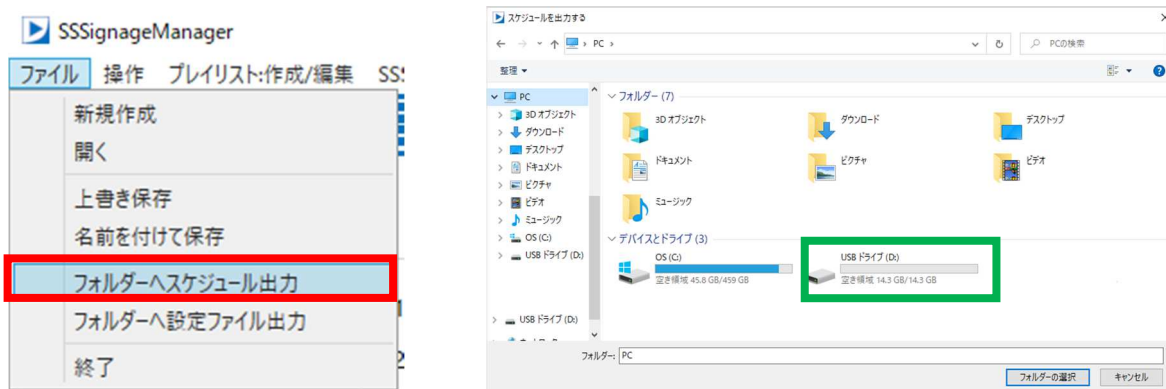 SSSignageManager
ファイル 操作 プレイリスト:作成/編集
新規作成
開く
上書き保存
名前を付けて保存
フォルダーへスケジュール出力
フォルダーへ設定ファイル出力
終了
スケジュールを出力する
PC
PCの検索
整理
PC
3D オブジェクト
ダウンロード
デスクトップ
ドキュメント
ピクチャ
ビデオ
ミュージック
OS (C:)
USB ドライブ (D:)
USB ドライブ (D:)
フォルダー (7)
3D オブジェクト
ダウンロード
デスクトップ
ドキュメント
ピクチャ
ビデオ
ミュージック
デバイスとドライブ (3)
OS (C:)
空き領域 45.8 GB/459 GB
USB ドライブ (D:)
空き領域 14.3 GB/14.3 GB
フォルダー: PC
フォルダーの選択 キャンセル